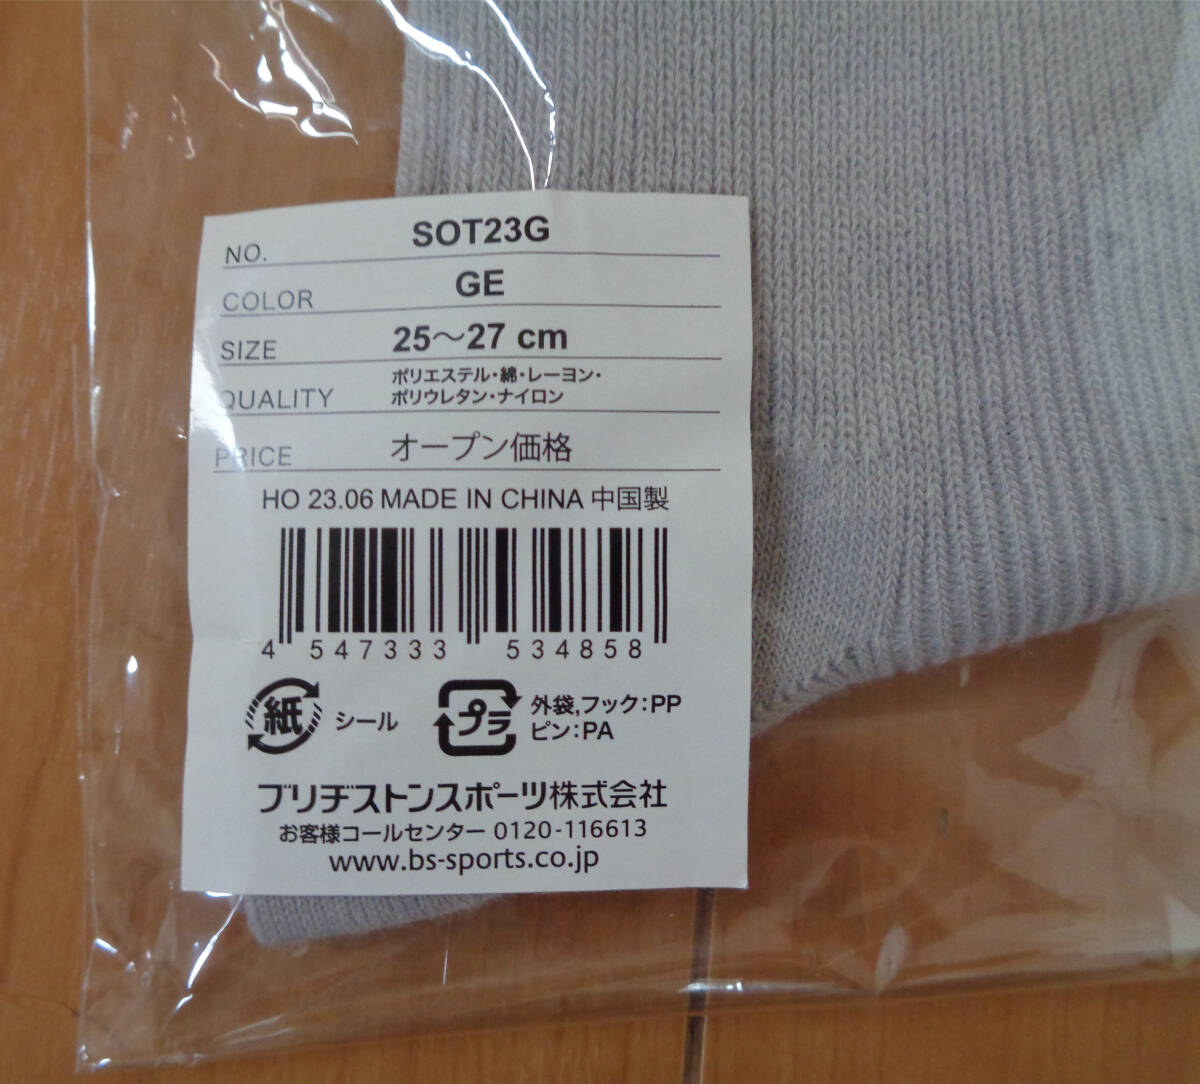 NO. SOT23G
COLOR GE
SIZE 25～27 cm
QUALITY ポリエステル・綿・レーヨン・
ポリウレタン・ナイロン
PRICE オープン価格
HO 23.06 MADE IN CHINA 中国製
4 547333 534858
紙 シール
プラ 外袋,フック:PP
ピン:PA
ブリヂストンスポーツ株式会社
お客様コールセンター 0120-116613
www.bs-sports.co.jp